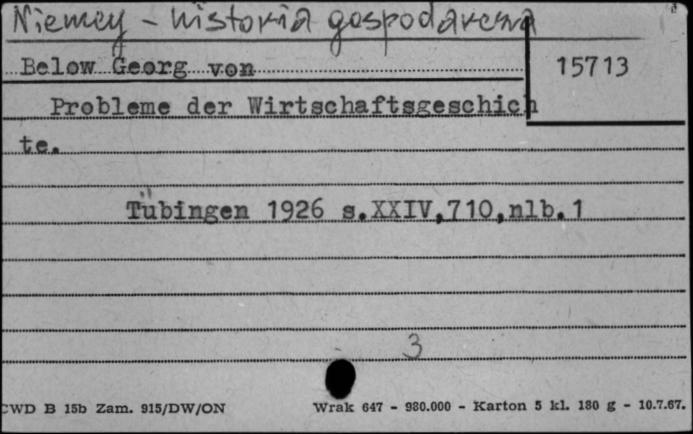 Niemcy - historia gospodarcza
Below Georg von
15713
Probleme der Wirtschaftsgeschich
te.
Tübingen 1926 s.XXIV,710,nlb.1
3
CWD B 15b Zam. 915/DW/ON
Wrak 647 - 980.000 - Karton 5 kl. 180 g - 10.7.67.